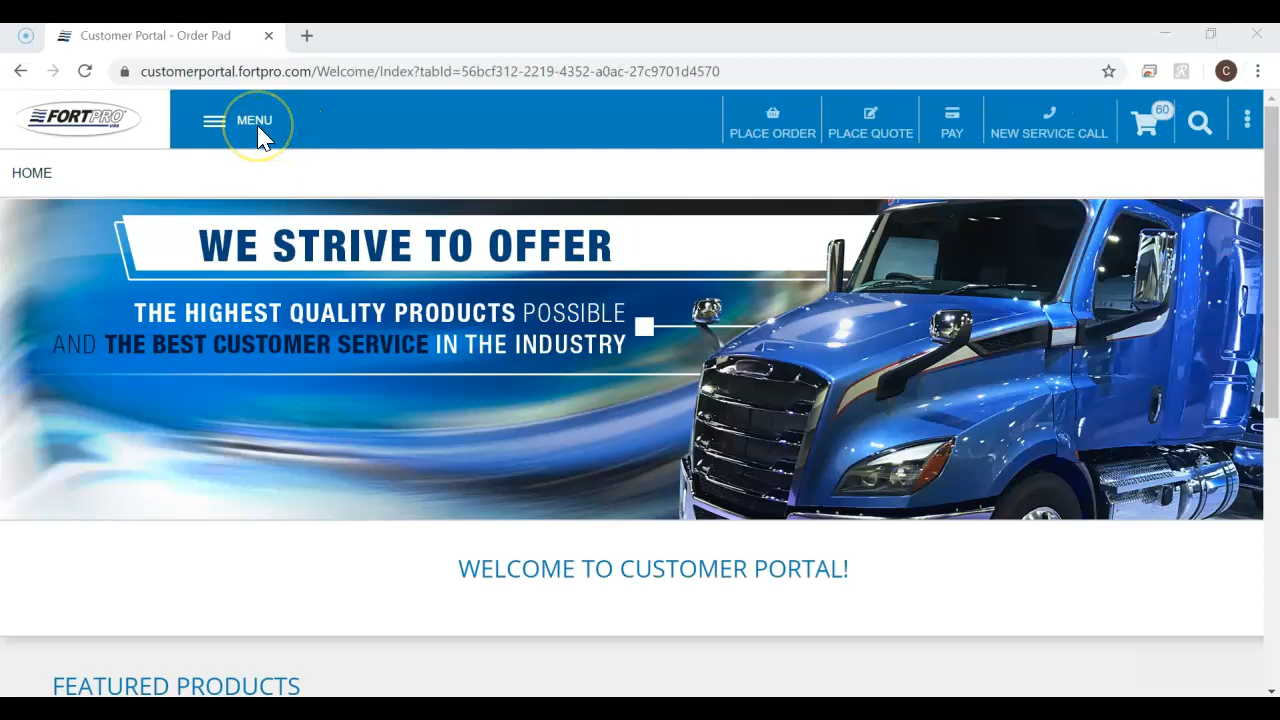 Customer Portal - Order Pad
customerportal.fortpro.com/Welcome/Index?tabId=56bcf312-2219-4352-a0ac-27c9701d4570
C
FORTPRO
USA
MENU
PLACE ORDER
PLACE QUOTE
PAY
NEW SERVICE CALL
60
HOME
WE STRIVE TO OFFER
THE HIGHEST QUALITY PRODUCTS POSSIBLE
AND THE BEST CUSTOMER SERVICE IN THE INDUSTRY
WELCOME TO CUSTOMER PORTAL!
FEATURED PRODUCTS